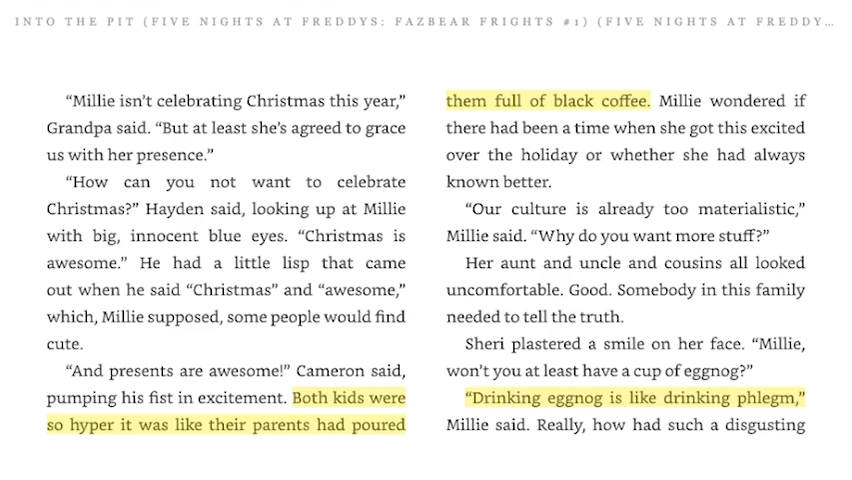 INTO THE PIT (FIVE NIGHTS AT FREDDYS: FAZBEAR FRIGHTS #1) (FIVE NIGHTS AT FREDDY…
“Millie isn’t celebrating Christmas this year,”
Grandpa said. “But at least she’s agreed to grace
us with her presence.”
“How can you not want to celebrate
Christmas?” Hayden said, looking up at Millie
with big, innocent blue eyes. “Christmas is
awesome.” He had a little lisp that came
out when he said “Christmas” and “awesome,”
which, Millie supposed, some people would find
cute.
“And presents are awesome!” Cameron said,
pumping his fist in excitement. Both kids were
so hyper it was like their parents had poured
them full of black coffee. Millie wondered if
there had been a time when she got this excited
over the holiday or whether she had always
known better.
“Our culture is already too materialistic,”
Millie said. “Why do you want more stuff?”
Her aunt and uncle and cousins all looked
uncomfortable. Good. Somebody in this family
needed to tell the truth.
Sheri plastered a smile on her face. “Millie,
won’t you at least have a cup of eggnog?”
“Drinking eggnog is like drinking phlegm,”
Millie said. Really, how had such a disgusting